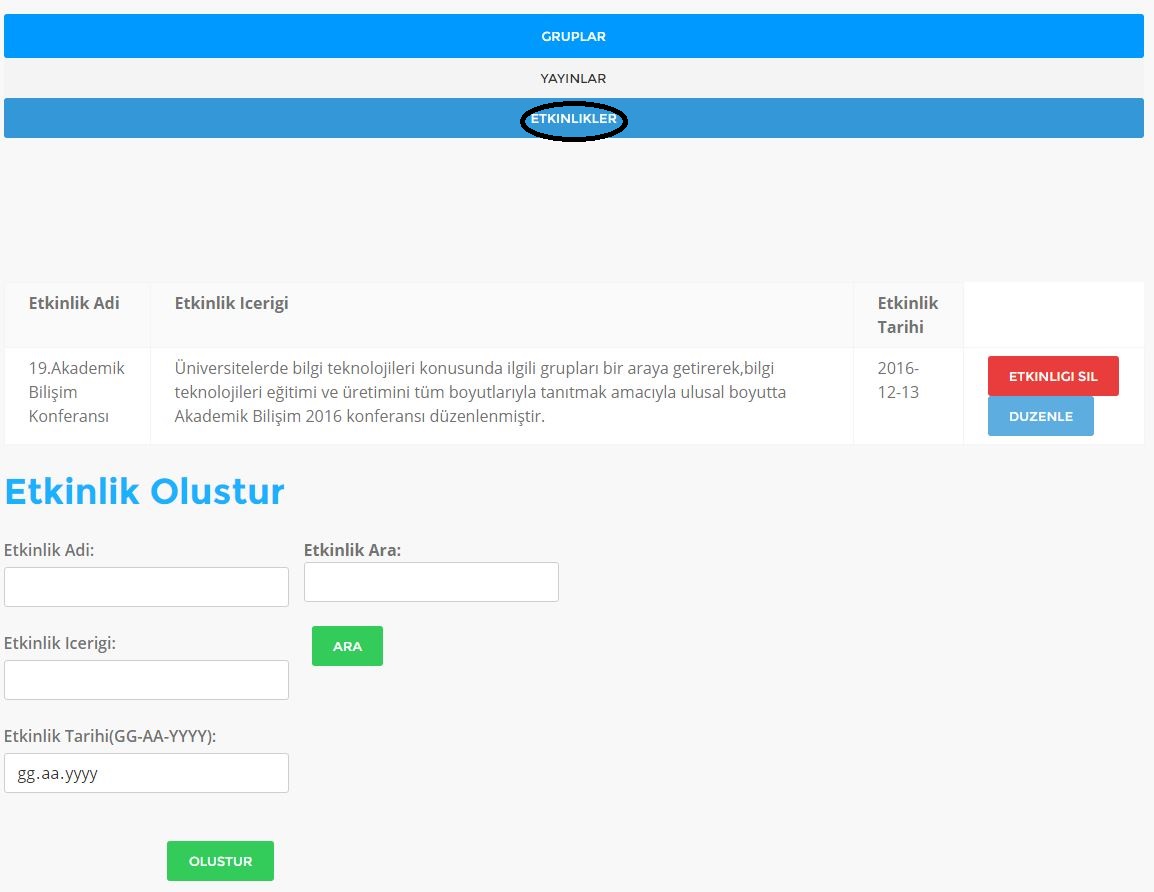 GRUPLAR
YAYINLAR
ETKINLIKLER
Etkinlik Adi
Etkinlik Icerigi
Etkinlik
Tarihi
19.Akademik
Bilişim
Konferansı
Üniversitelerde bilgi teknolojileri konusunda ilgili grupları bir araya getirerek,bilgi
teknolojileri eğitimi ve üretimini tüm boyutlarıyla tanıtmak amacıyla ulusal boyutta
Akademik Bilişim 2016 konferansı düzenlenmiştir.
2016-
12-13
ETKINLIGI SIL
DUZENLE
Etkinlik Olustur
Etkinlik Adi:
Etkinlik Ara:
Etkinlik Icerigi:
ARA
Etkinlik Tarihi(GG-AA-YYYY):
gg.aa.yyyy
OLUSTUR